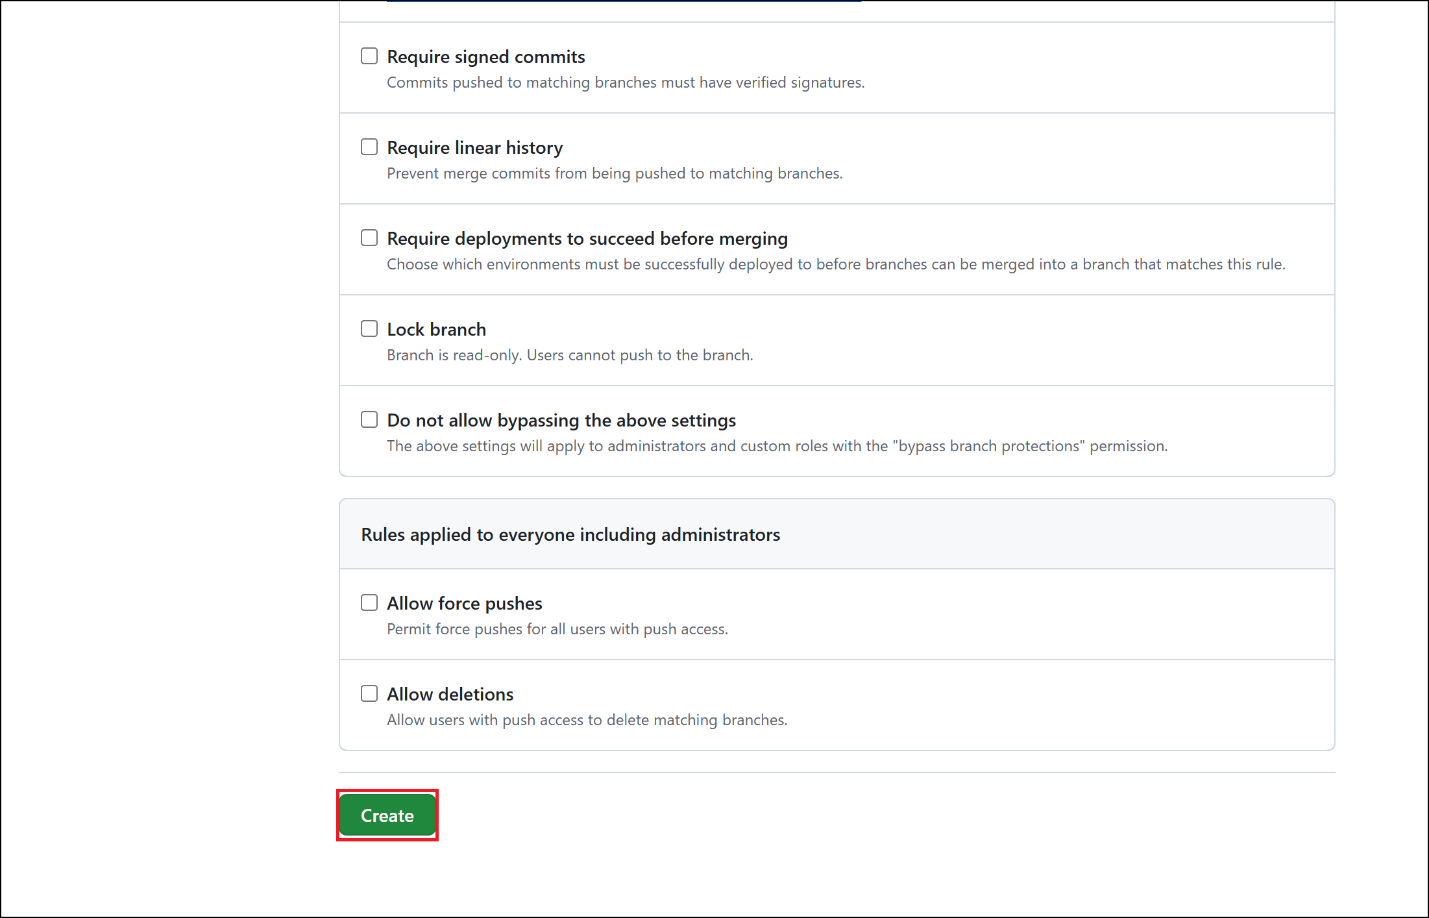 Require signed commits
Commits pushed to matching branches must have verified signatures.
Require linear history
Prevent merge commits from being pushed to matching branches.
Require deployments to succeed before merging
Choose which environments must be successfully deployed to before branches can be merged into a branch that matches this rule.
Lock branch
Branch is read-only. Users cannot push to the branch.
Do not allow bypassing the above settings
The above settings will apply to administrators and custom roles with the "bypass branch protections" permission.
Rules applied to everyone including administrators
Allow force pushes
Permit force pushes for all users with push access.
Allow deletions
Allow users with push access to delete matching branches.
Create